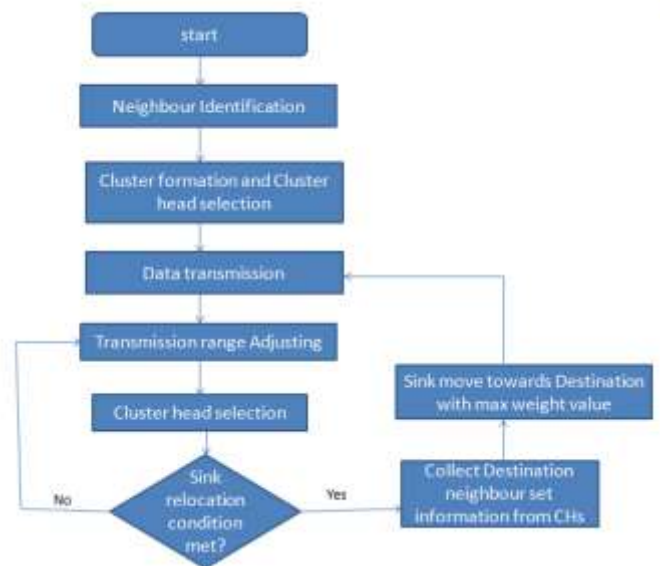 start
Neighbour Identification
Cluster formation and Cluster
head selection
Data transmission
Transmission range Adjusting
Cluster head selection
Sink
relocation
condition
met?
No
Yes
Collect Destination
neighbour set
information from CHs
Sink move towards Destination
with max weight value